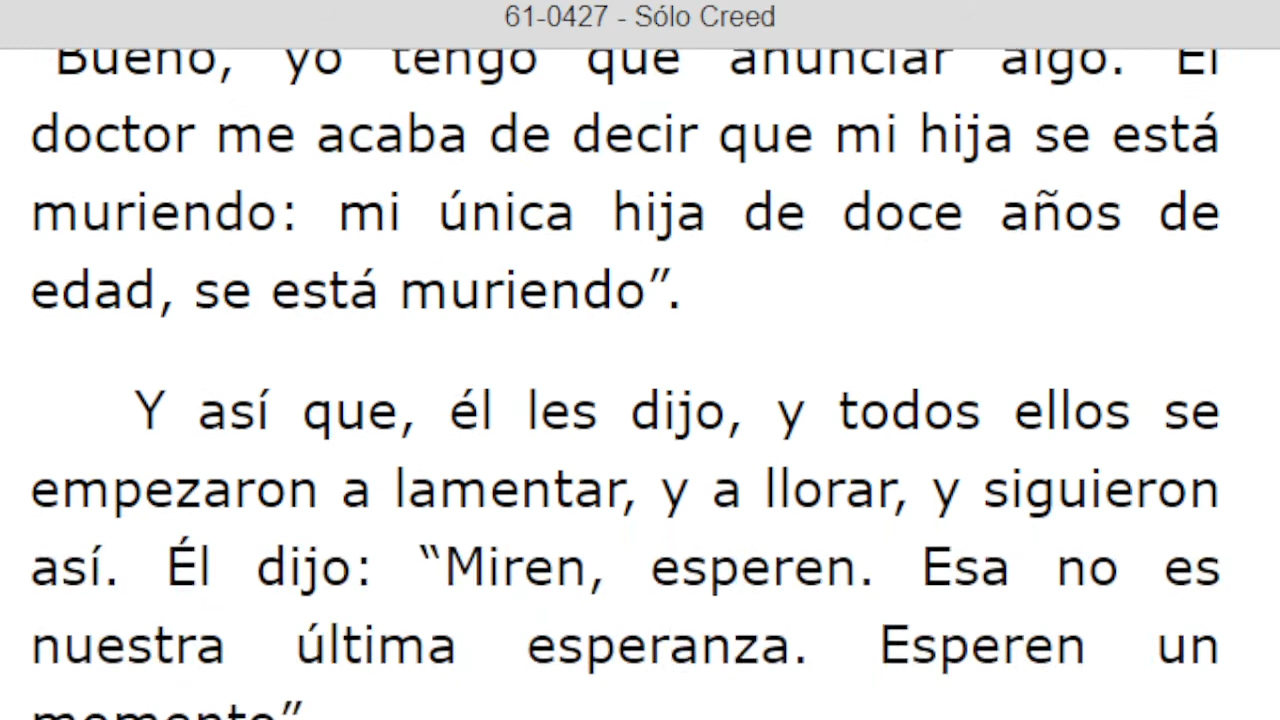 61-0427 - Sólo Creed
Bueno, yo tengo que anunciar algo. El
doctor me acaba de decir que mi hija se está
muriendo: mi única hija de doce años de
edad, se está muriendo”.
Y así que, él les dijo, y todos ellos se
empezaron a lamentar, y a llorar, y siguieron
así. Él dijo: “Miren, esperen. Esa no es
nuestra última esperanza. Esperen un
momento”